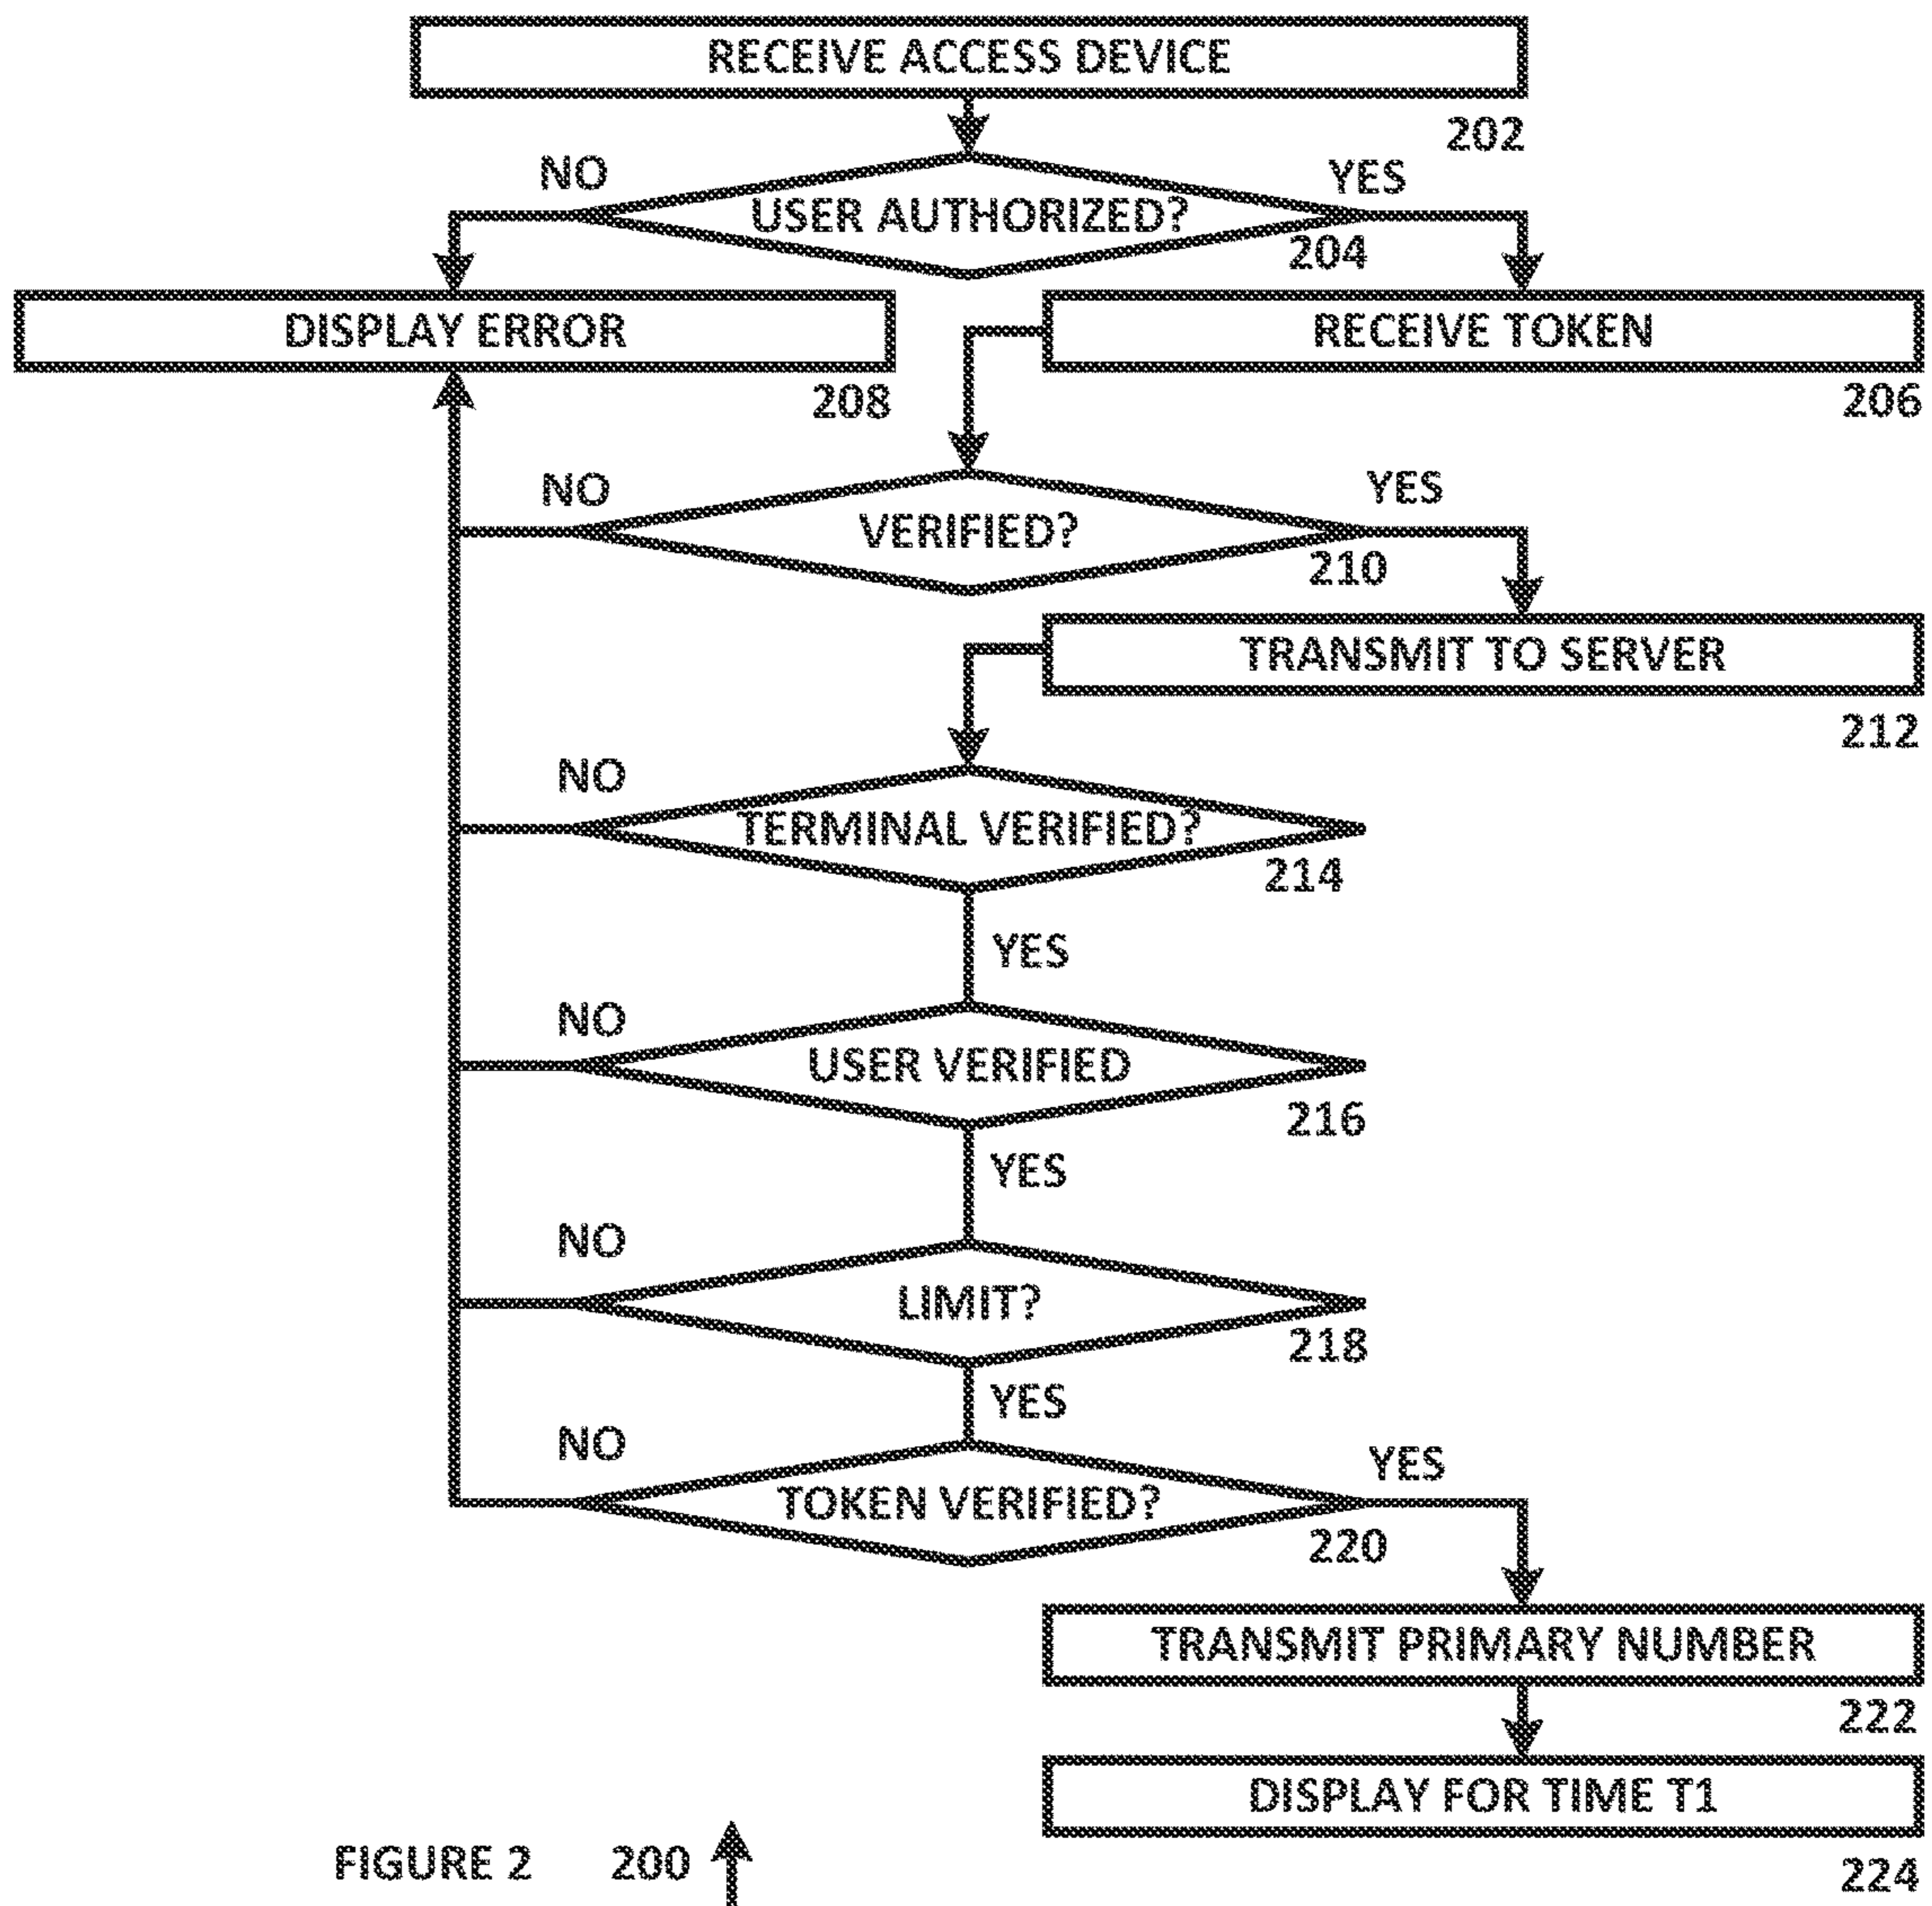 RECEIVE ACCESS DEVICE
202
NO
YES
USER AUTHORIZED?
204
DISPLAY ERROR
RECEIVE TOKEN
208
206
NO
YES
VERIFIED?
210
TRANSMIT TO SERVER
212
NO
TERMINAL VERIFIED?
214
YES
NO
USER VERIFIED
216
YES
NO
LIMIT?
218
YES
NO
YES
TOKEN VERIFIED?
220
TRANSMIT PRIMARY NUMBER
222
DISPLAY FOR TIME T1
FIGURE 2 200
224